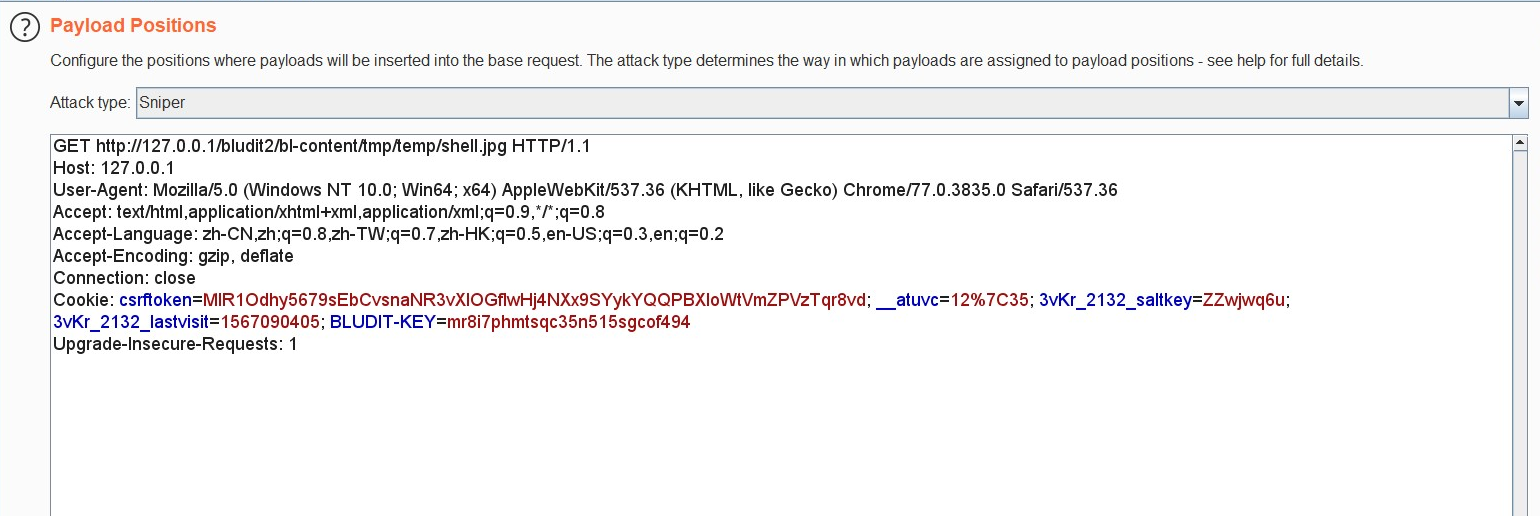 ?
Payload Positions
Configure the positions where payloads will be inserted into the base request. The attack type determines the way in which payloads are assigned to payload positions - see help for full details.
Attack type: Sniper
GET http://127.0.0.1/bludit2/bl-content/tmp/temp/shell.jpg HTTP/1.1
Host: 127.0.0.1
User-Agent: Mozilla/5.0 (Windows NT 10.0; Win64; x64) AppleWebKit/537.36 (KHTML, like Gecko) Chrome/77.0.3835.0 Safari/537.36
Accept: text/html,application/xhtml+xml,application/xml;q=0.9,*/*;q=0.8
Accept-Language: zh-CN,zh;q=0.8,zh-TW;q=0.7,zh-HK;q=0.5,en-US;q=0.3,en;q=0.2
Accept-Encoding: gzip, deflate
Connection: close
Cookie: csrftoken=MIR1Odhy5679sEbCvsnaNR3vXlOGflwHj4NXx9SYykYQQPBXloWtVmZPVzTqr8vd; __atuvc=12%7C35; 3vKr_2132_saltkey=ZZwjwq6u;
3vKr_2132_lastvisit=1567090405; BLUDIT-KEY=mr8i7phmtsqc35n515sgcof494
Upgrade-Insecure-Requests: 1